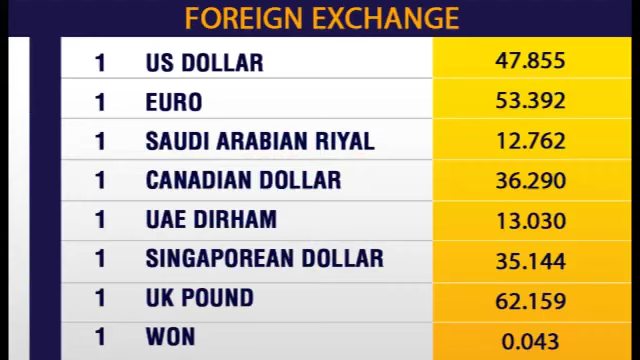 FOREIGN EXCHANGE
1 US DOLLAR 47.855
1 EURO 53.392
1 SAUDI ARABIAN RIYAL 12.762
1 CANADIAN DOLLAR 36.290
1 UAE DIRHAM 13.030
1 SINGAPOREAN DOLLAR 35.144
1 UK POUND 62.159
1 WON 0.043